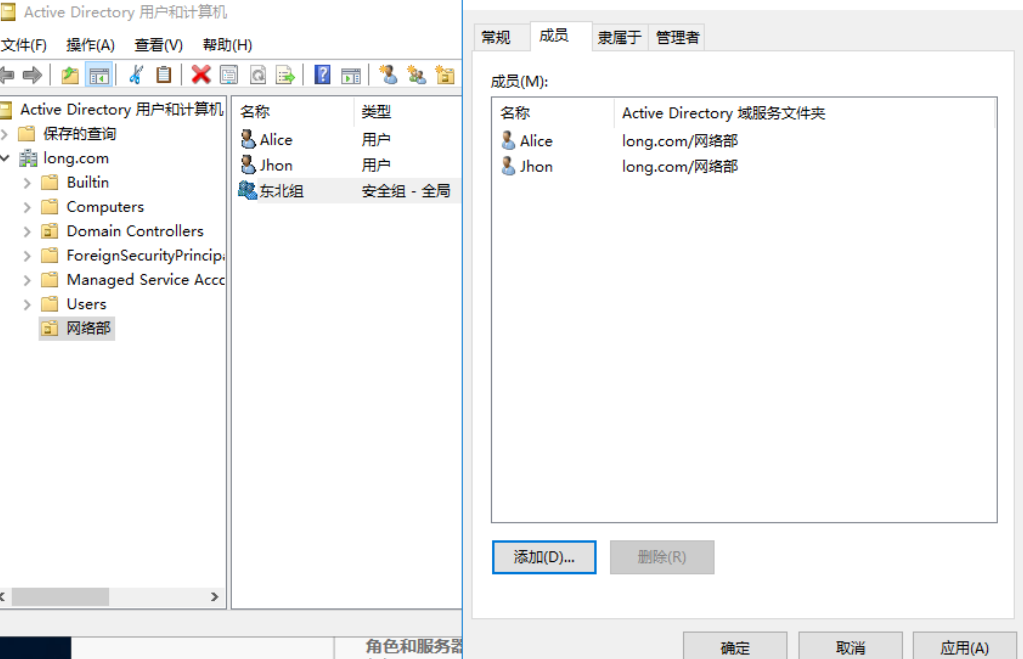 Active Directory 用户和计算机
文件(F) 操作(A) 查看(V) 帮助(H)
Active Directory 用户和计算机
保存的查询
long.com
Builtin
Computers
Domain Controllers
ForeignSecurityPrincipa
Managed Service Acco
Users
网络部
名称 类型
Alice 用户
Jhon 用户
东北组 安全组 - 全局
角色和服务器
常规 成员 隶属于 管理者
成员(M):
名称 Active Directory 域服务文件夹
Alice long.com/网络部
Jhon long.com/网络部
添加(D)... 删除(R)
确定 取消 应用(A)